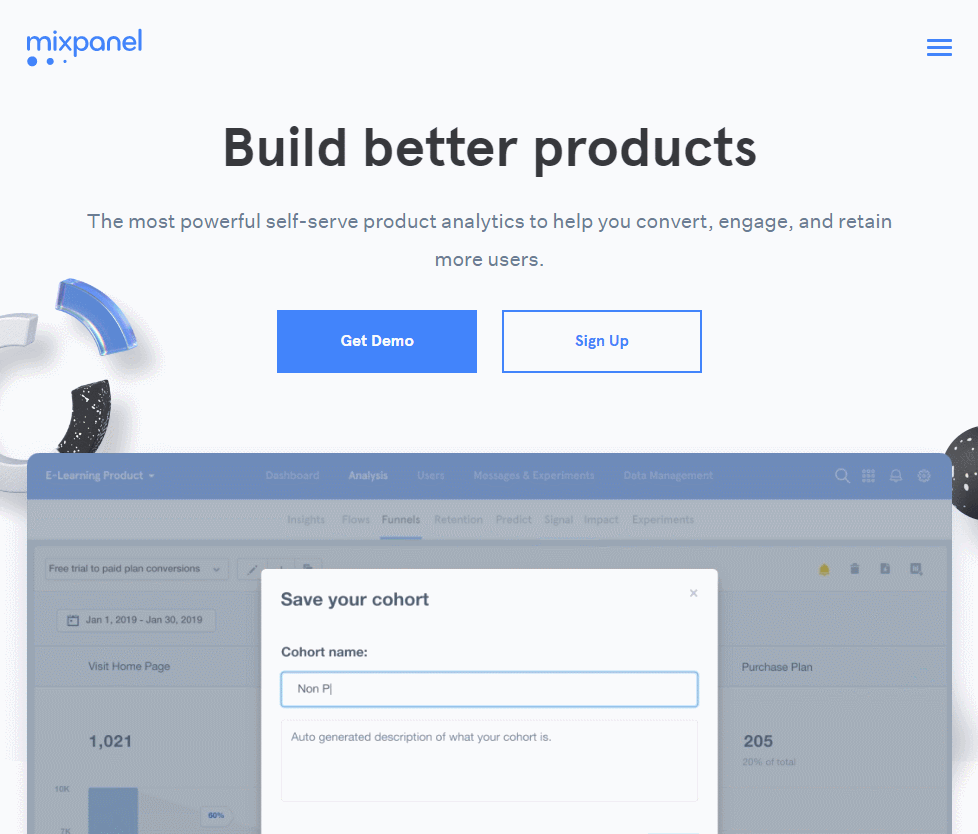 mixpanel
Build better products
The most powerful self-serve product analytics to help you convert, engage, and retain
more users.
Get Demo
Sign Up
E-Learning Product
Dashboard Analysis Users Messages & Experiments Data Management
Insights Flows Funnels Retention Predict Signal Impact Experiments
Free trial to paid plan conversions
Save your cohort
×
Jan 1, 2019 - Jan 30, 2019
Cohort name:
Visit Home Page
Purchase Plan
Non P
Auto generated description of what your cohort is.
1,021
205
20% of total
10K
60%
7K